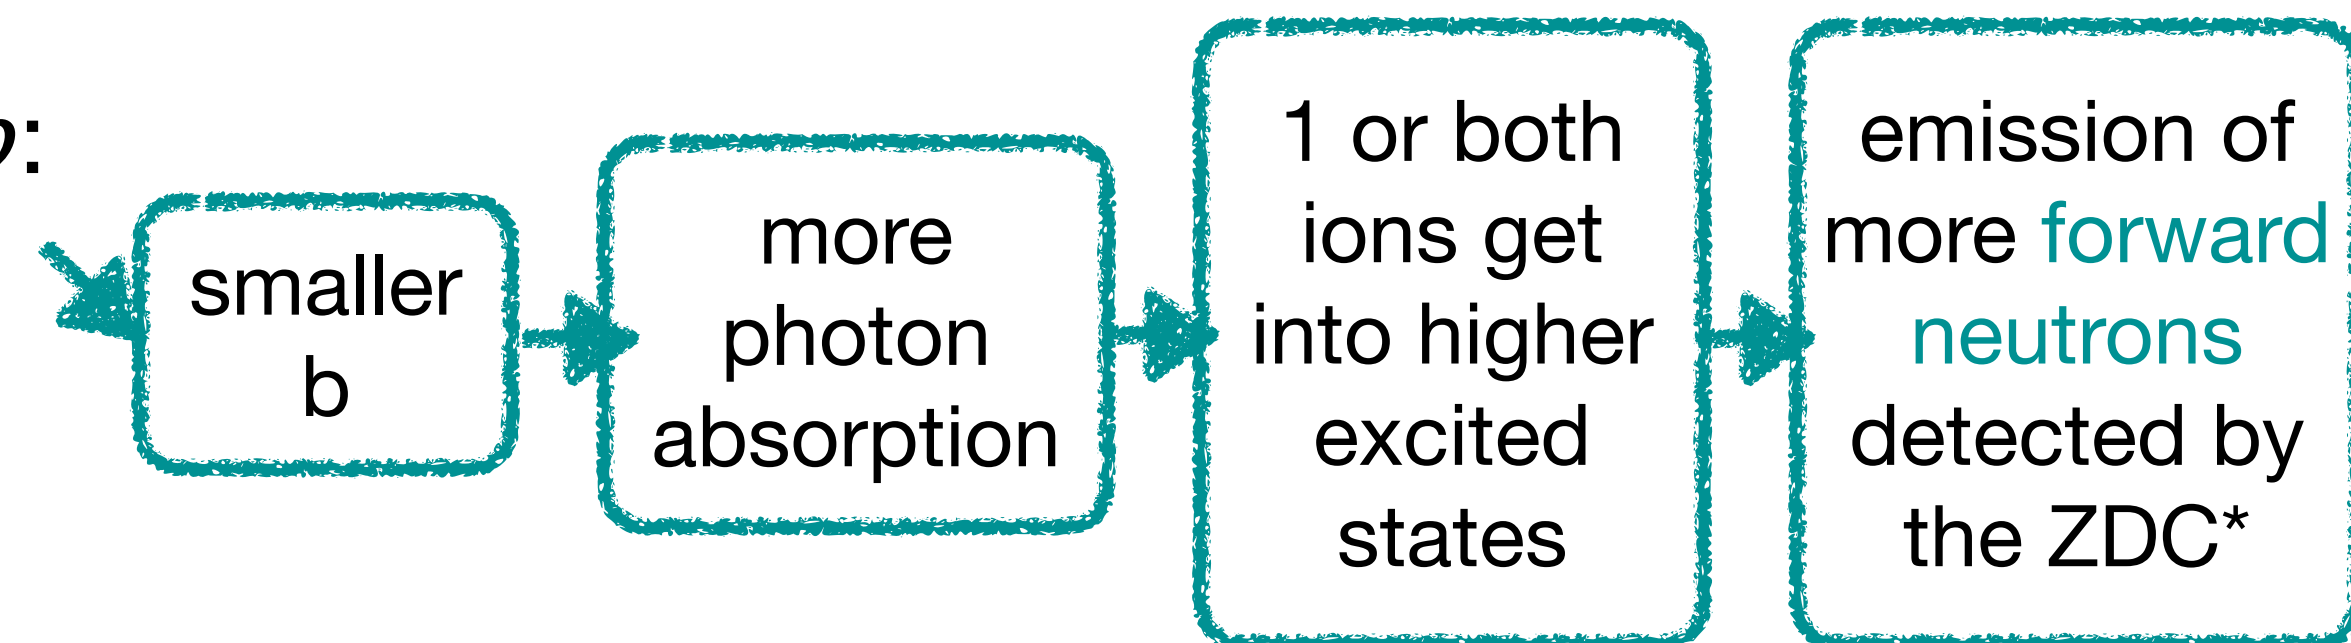 smaller
b
more
photon
absorption
1 or both
ions get
into higher
excited
states
emission of
more forward
neutrons
detected by
the ZDC*